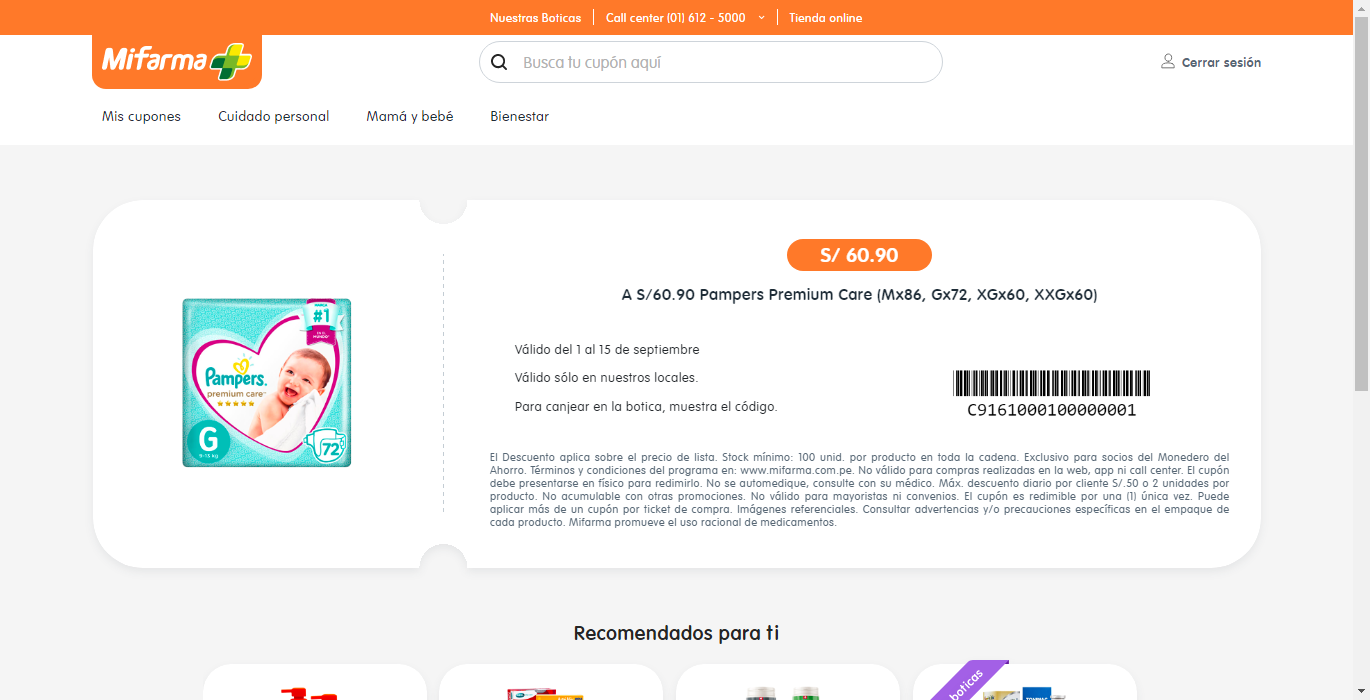 Nuestras Boticas
Call center (01) 612 - 5000
Tienda online
Mifarma
Busca tu cupón aquí
Cerrar sesión
Mis cupones
Cuidado personal
Mamá y bebé
Bienestar
S/ 60.90
A S/60.90 Pampers Premium Care (Mx86, Gx72, XGx60, XXGx60)
#1
Pampers.
premium care
G
72
Válido del 1 al 15 de septiembre
Válido sólo en nuestros locales.
Para canjear en la botica, muestra el código.
C9161000100000001
El Descuento aplica sobre el precio de lista. Stock mínimo: 100 unid. por producto en toda la cadena. Exclusivo para socios del Monedero del
Ahorro. Términos y condiciones del programa en: www.mifarma.com.pe. No válido para compras realizadas en la web, app ni call center. El cupón
debe presentarse en físico para redimirlo. No se automedique, consulte con su médico. Máx. descuento diario por cliente S/.50 o 2 unidades por
producto. No acumulable con otras promociones. No válido para mayoristas ni convenios. El cupón es redimible por una (1) única vez. Puede
aplicar más de un cupón por ticket de compra. Imágenes referenciales. Consultar advertencias y/o precauciones específicas en el empaque de
cada producto. Mifarma promueve el uso racional de medicamentos.
Recomendados para ti
boticas